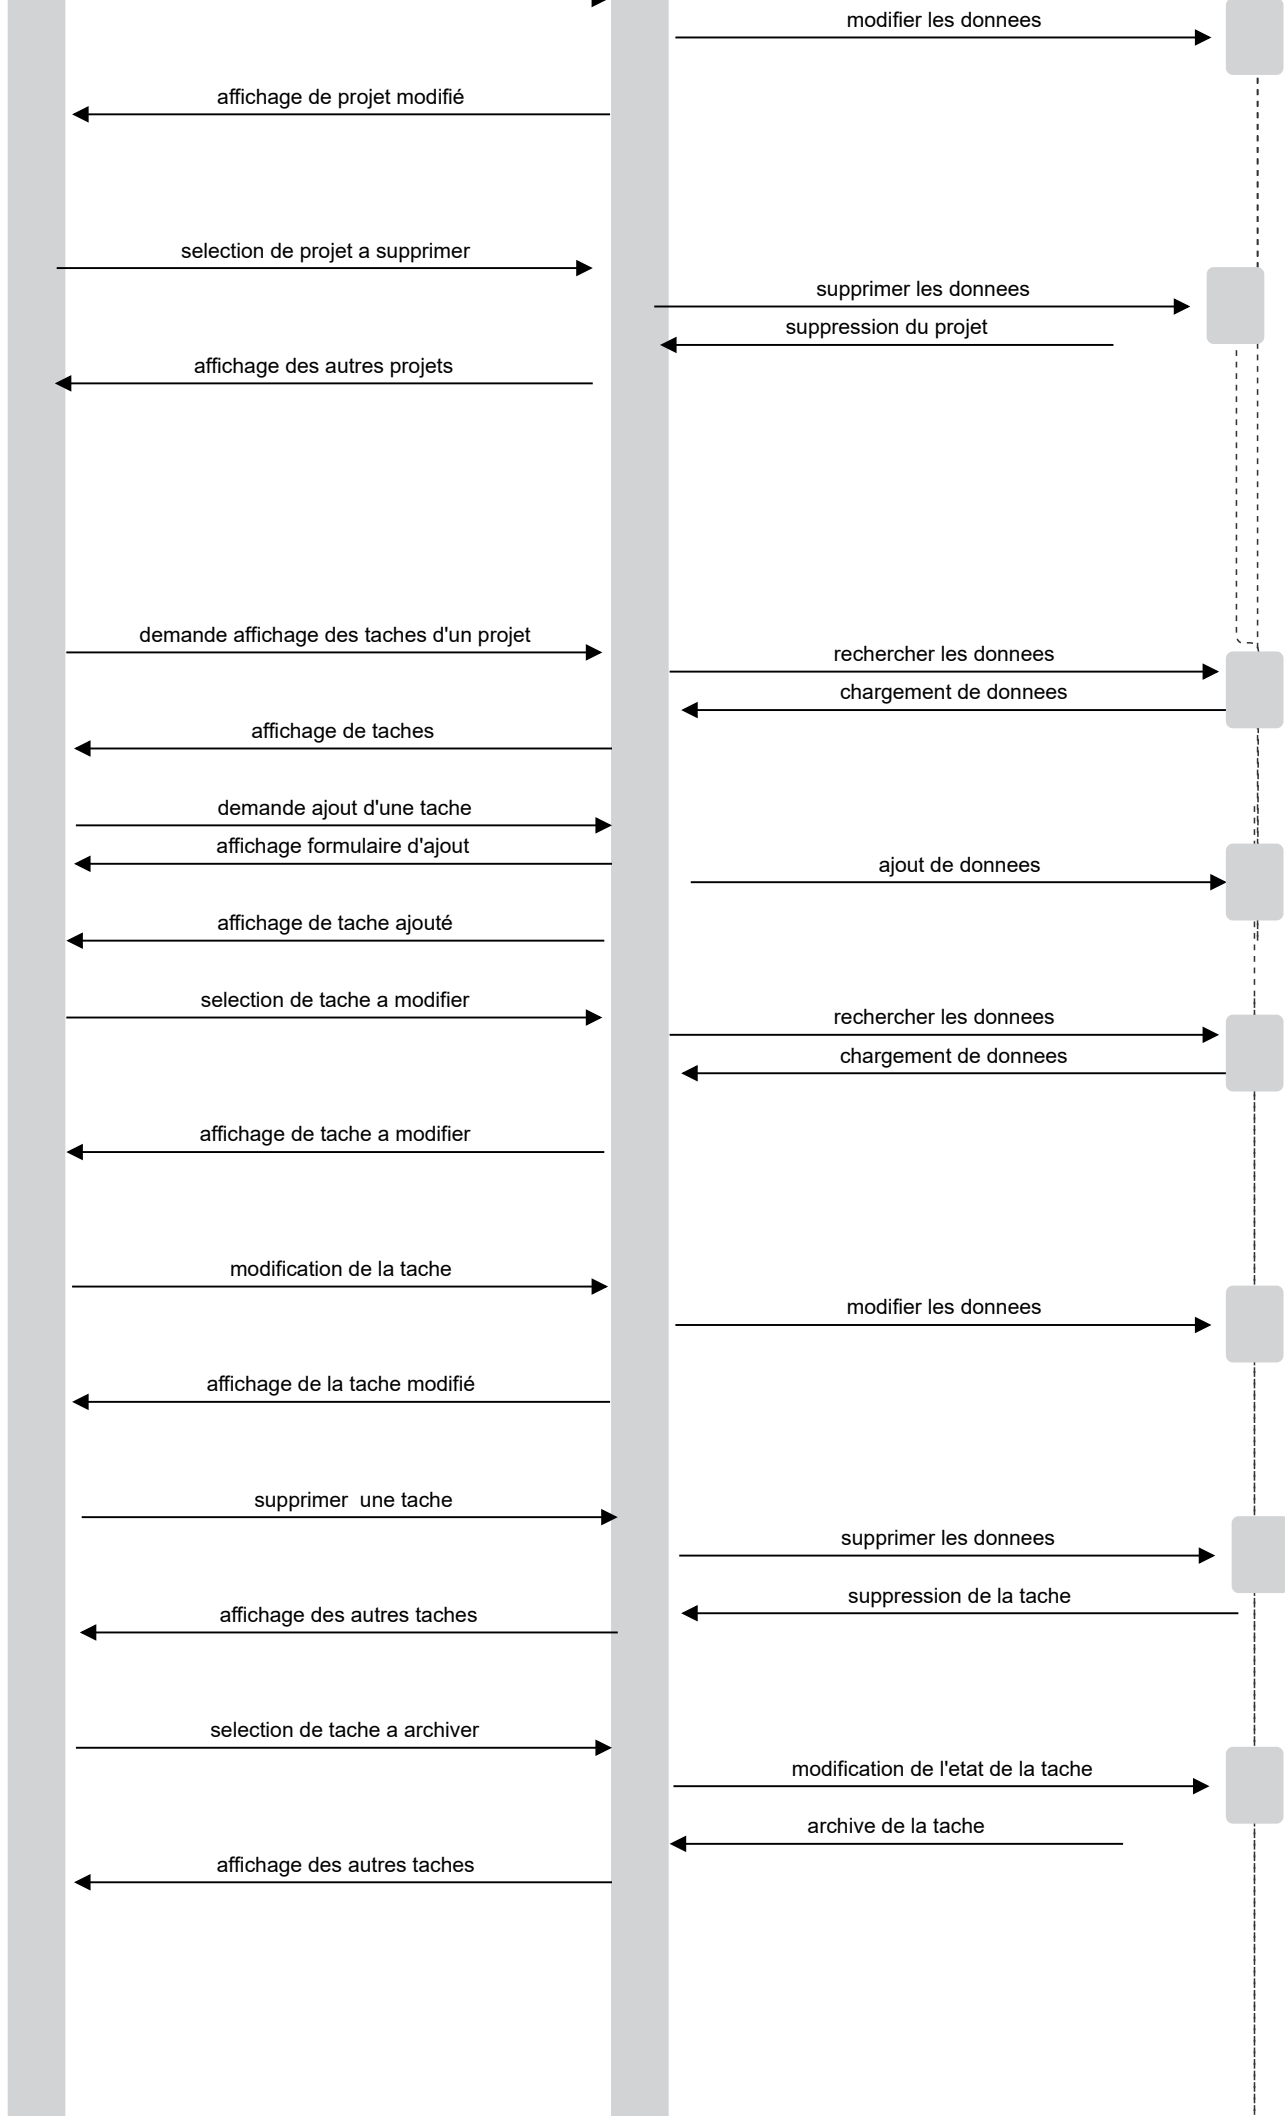 modifier les donnees
affichage de projet modifié
selection de projet a supprimer
supprimer les donnees
suppression du projet
affichage des autres projets
demande affichage des taches d'un projet
rechercher les donnees
chargement de donnees
affichage de taches
demande ajout d'une tache
affichage formulaire d'ajout
ajout de donnees
affichage de tache ajouté
selection de tache a modifier
rechercher les donnees
chargement de donnees
affichage de tache a modifier
modification de la tache
modifier les donnees
affichage de la tache modifié
supprimer  une tache
supprimer les donnees
suppression de la tache
affichage des autres taches
selection de tache a archiver
modification de l'etat de la tache
archive de la tache
affichage des autres taches